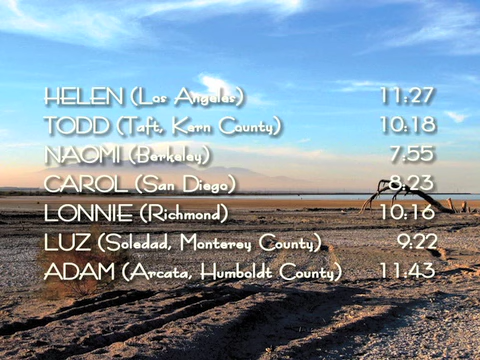 HELEN (Los Angeles) 11:27
TODD (Taft, Kern County) 10:18
NAOMI (Berkeley) 7:55
CAROL (San Diego) 8:23
LONNIE (Richmond) 10:16
LUZ (Soledad, Monterey County) 9:22
ADAM (Arcata, Humboldt County) 11:43